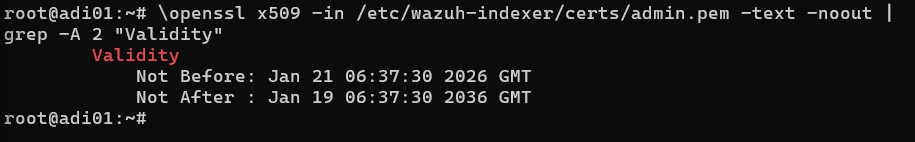 root@adi01:~# \openssl x509 -in /etc/wazuh-indexer/certs/admin.pem -text -noout |
grep -A 2 "Validity"
        Validity
            Not Before: Jan 21 06:37:30 2026 GMT
            Not After : Jan 19 06:37:30 2036 GMT
root@adi01:~#